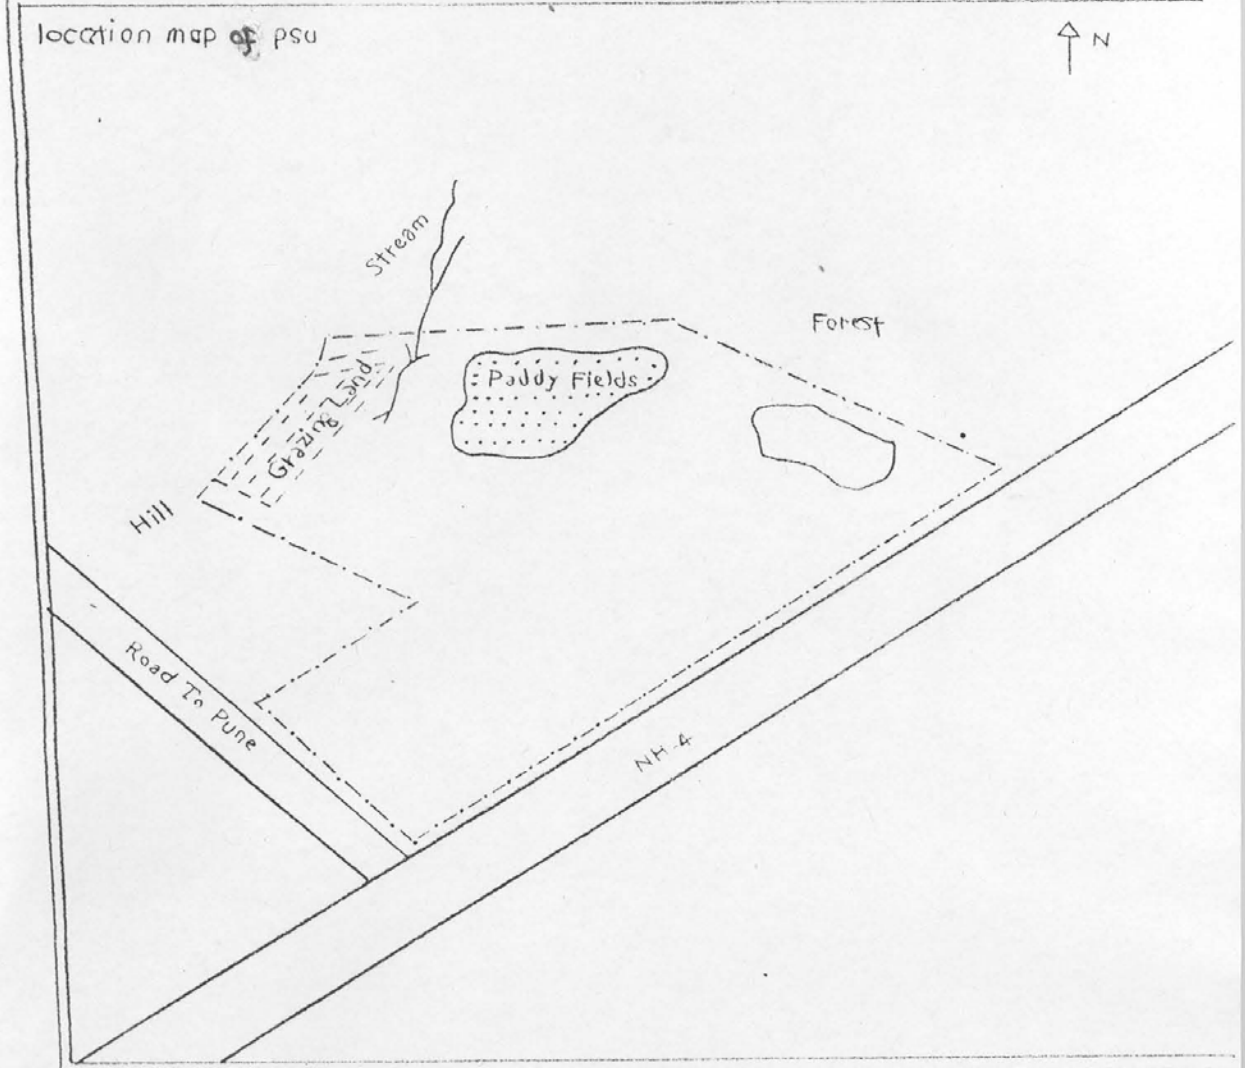 location map of psu
N
Stream
Forest
Paddy Fields
Grazing Land
Hill
Road To Pune
NH-4